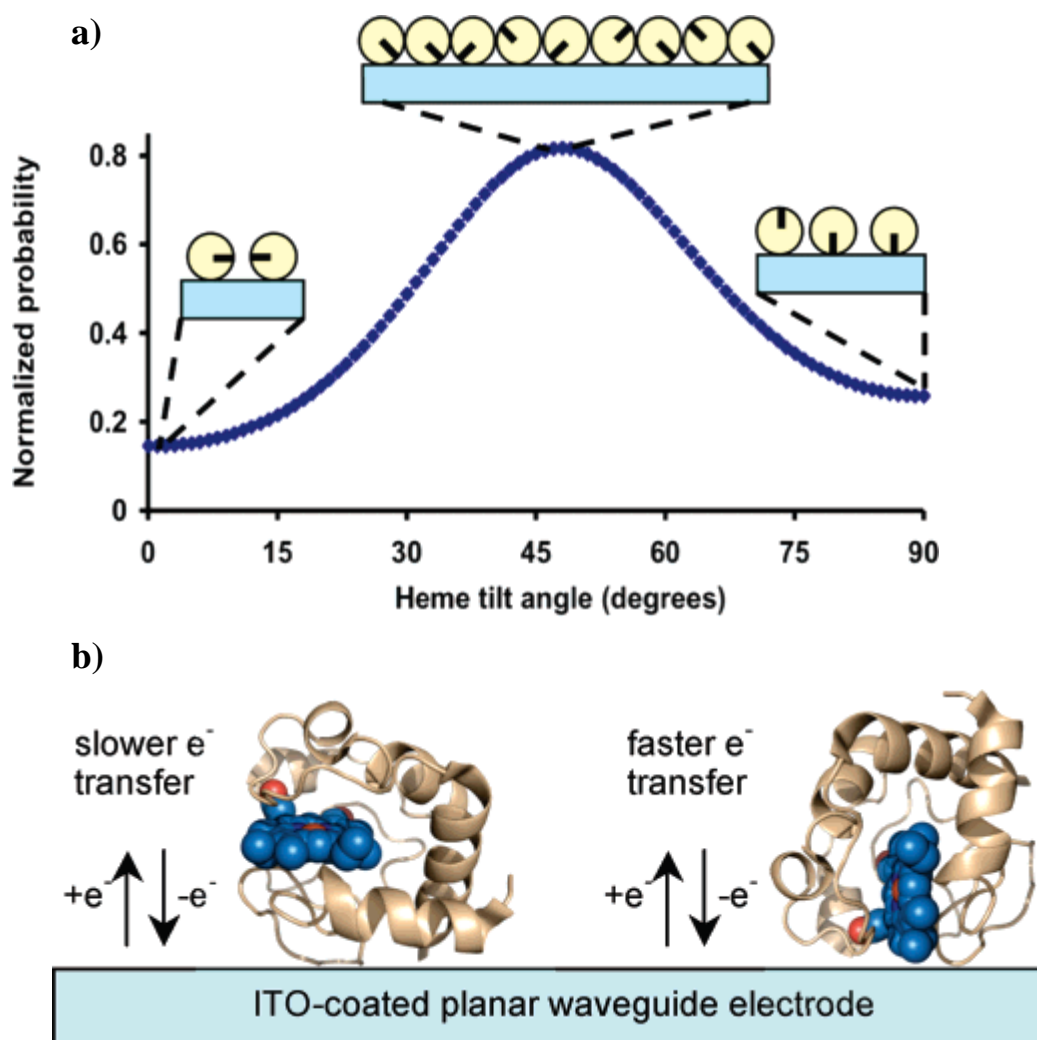 a)
Normalized probability
0.8
0.6
0.4
0.2
0
0 15 30 45 60 75 90
Heme tilt angle (degrees)
b)
slower e-
transfer
+e- -e-
faster e-
transfer
+e- -e-
ITO-coated planar waveguide electrode